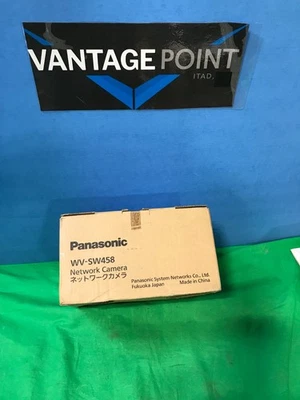 VANTAGE POINT
ITAD,
Panasonic
WV-SW458
Network Camera
ネットワークカメラ
Panasonic System Networks Co., Ltd.
Fukuoka Japan Made in China